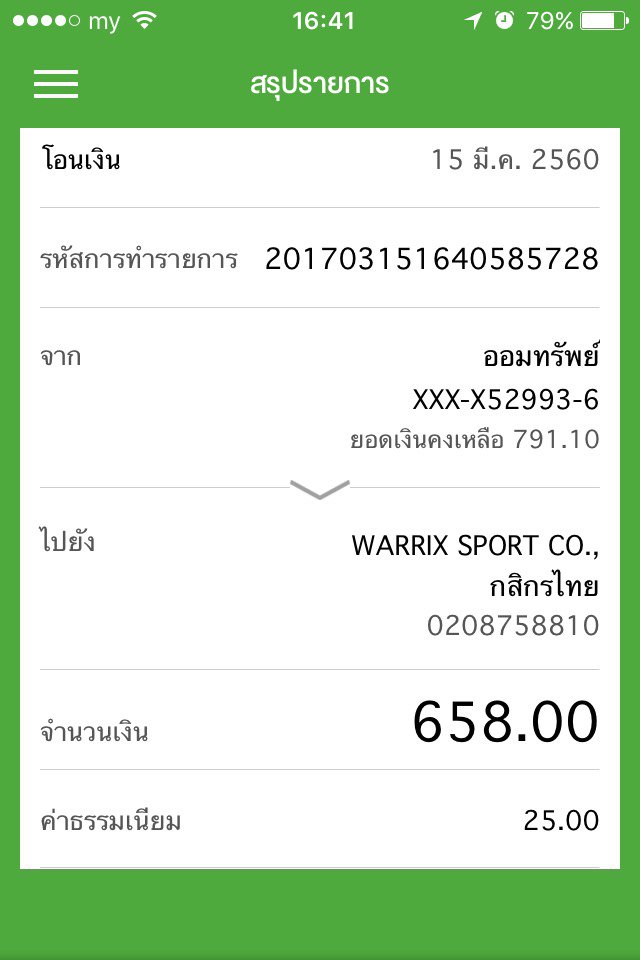 my 16:41 79%
สรุปรายการ
โอนเงิน 15 มี.ค. 2560
รหัสการทำรายการ 201703151640585728
จาก ออมทรัพย์
XXX-X52993-6
ยอดเงินคงเหลือ 791.10
ไปยัง WARRIX SPORT CO.,
กสิกรไทย
0208758810
จำนวนเงิน 658.00
ค่าธรรมเนียม 25.00